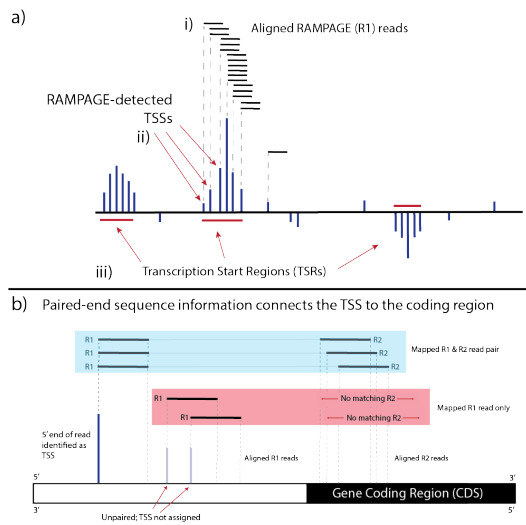 a)
i)
Aligned RAMPAGE (R1) reads
RAMPAGE-detected
TSSs
ii)
iii)
Transcription Start Regions (TSRs)
b)
Paired-end sequence information connects the TSS to the coding region
R1
R2
R1
R2
R1
R2
Mapped R1 & R2 read pair
R1
No matching R2
R1
No matching R2
Mapped R1 read only
5' end of read
identified as
TSS
Aligned R1 reads
Aligned R2 reads
5'
5'
3'
Gene Coding Region (CDS)
3'
3'
Unpaired; TSS not assigned